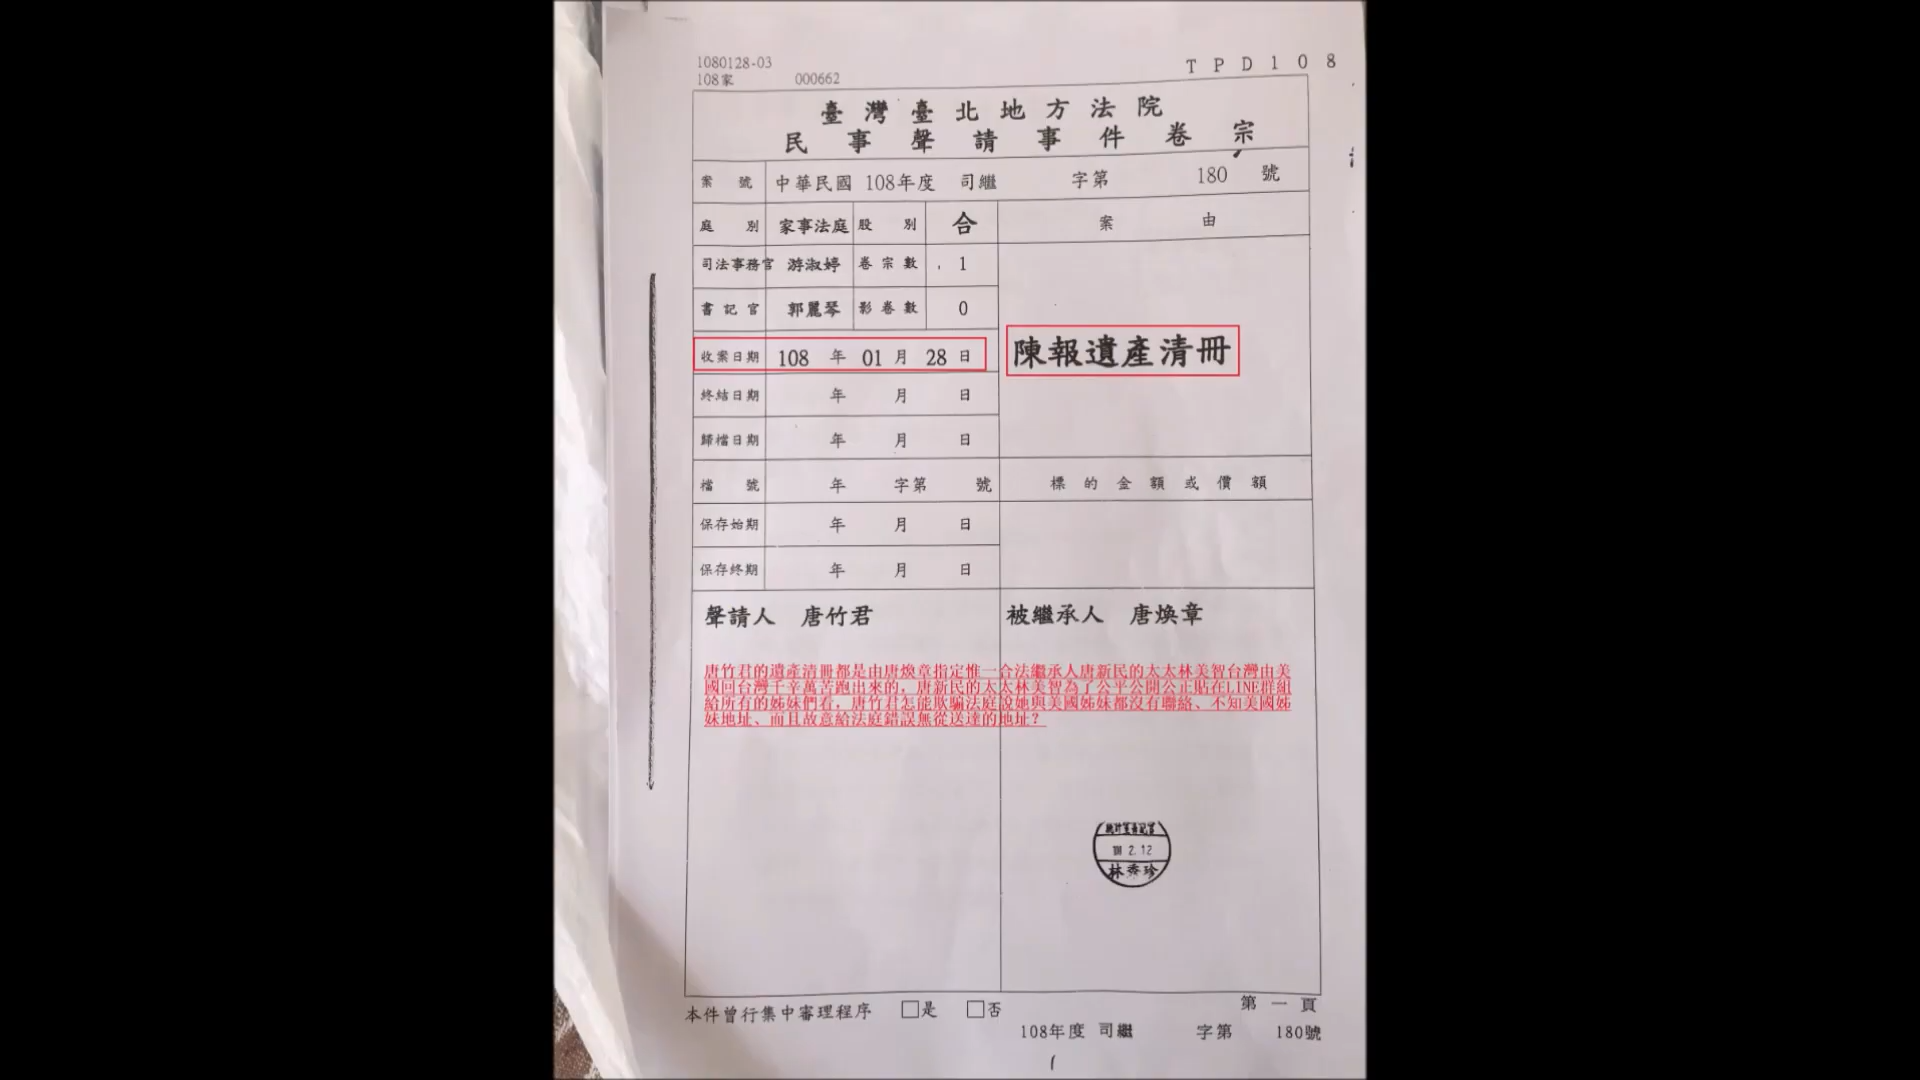 1080128-03
108家 000662
TPD108
臺灣臺北地方法院
民事聲請事件卷宗
案號 中華民國 108年度 司繼 字第 180 號
庭別 家事法庭 股別 合 案由
司法事務官 游淑婷 卷宗數 1
書記官 郭麗琴 影卷數 0
收案日期 108 年 01 月 28 日
陳報遺產清冊
終結日期 年 月 日
歸檔日期 年 月 日
檔號 年 字第 號 標的金額或價額
保存始期 年 月 日
保存終期 年 月 日
聲請人 唐竹君 被繼承人 唐煥章
唐竹君的遺產清冊都是由唐煥章指定惟一合法繼承人唐新民的太太林美智台灣由美
國回台灣千辛萬苦跑出來的，唐新民的太太林美智為了公平公開公正貼在LINE群組
給所有的姊妹們看，唐竹君怎能欺騙法庭說她與美國姊妹都沒有聯絡、不知美國姊
妹地址、而且故意給法庭錯誤無從送達的地址？
2.12
林秀珍
本件曾行集中審理程序 □是 □否
第一頁
108年度 司繼 字第 180號